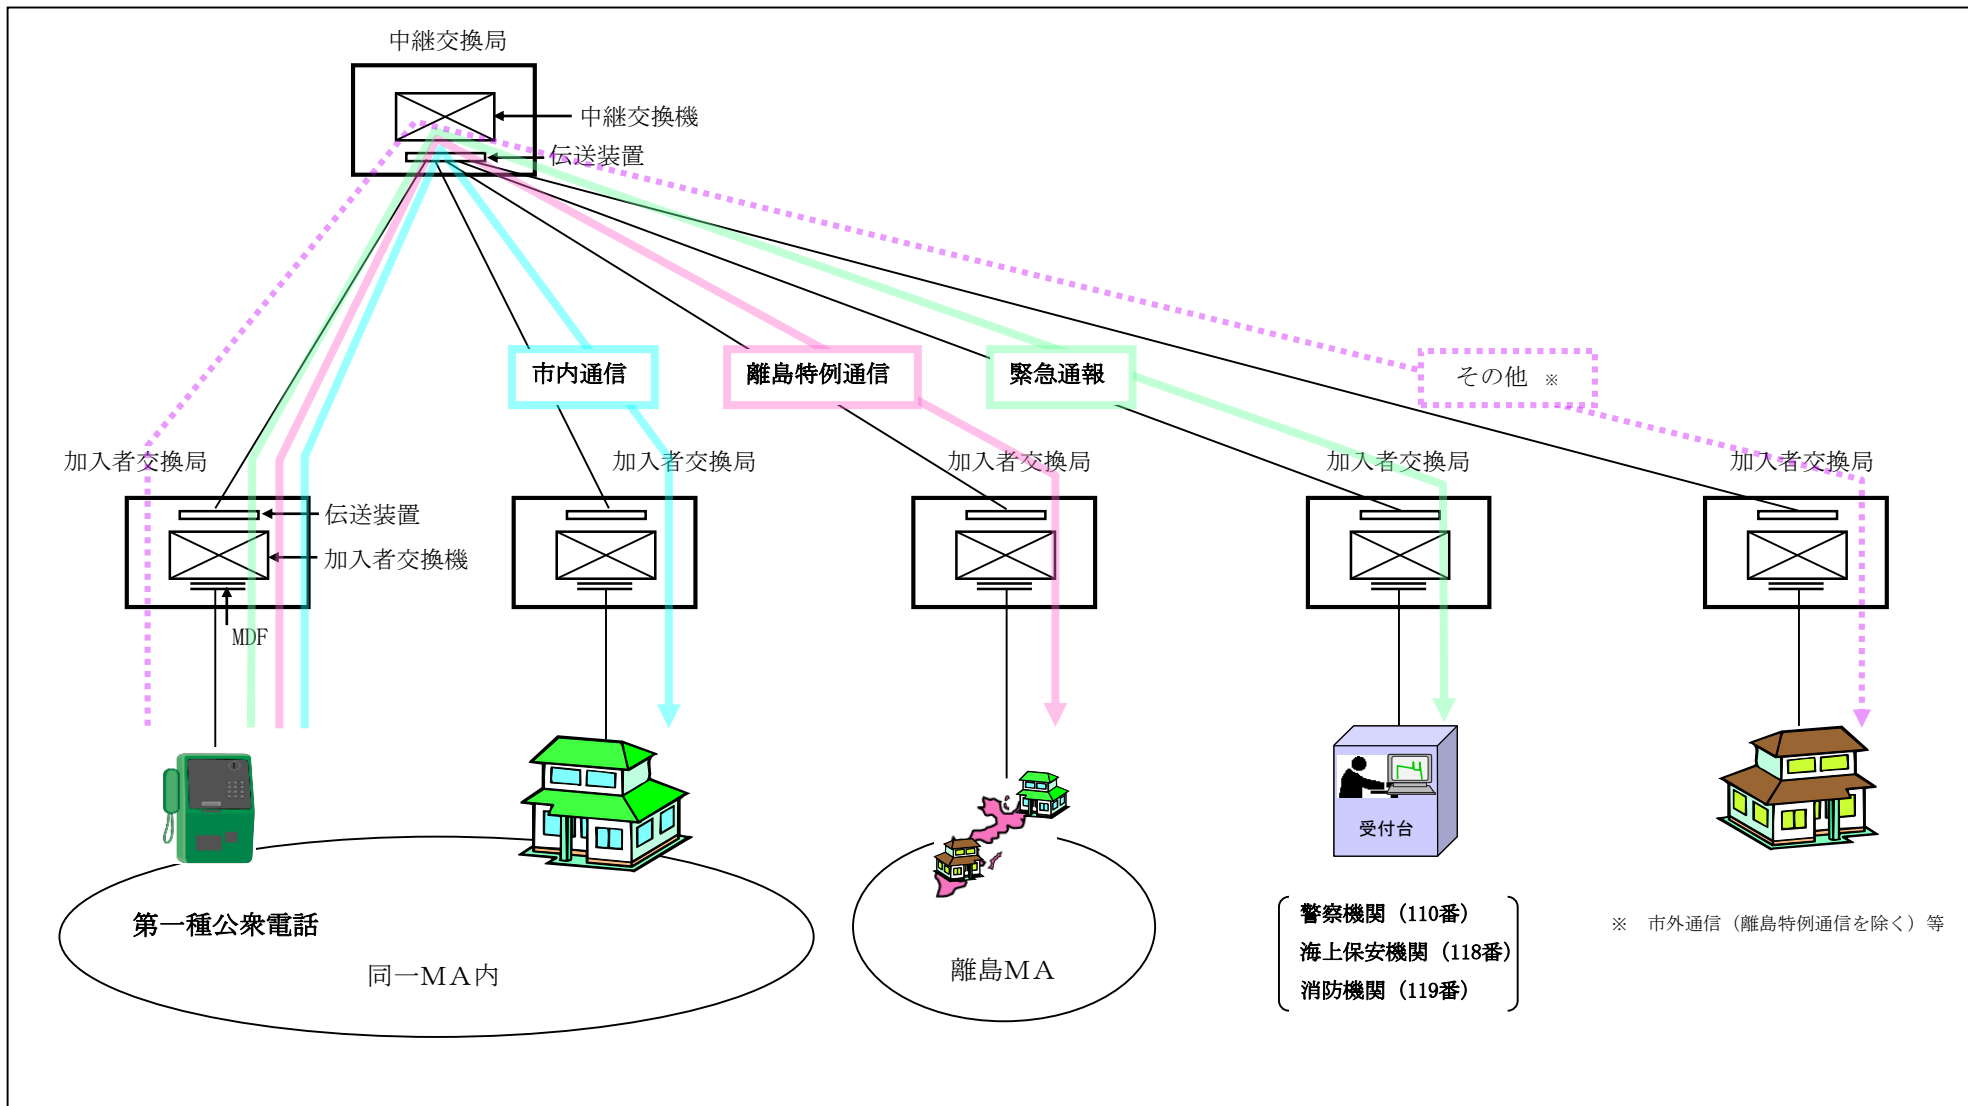 中継交換局
中継交換機
伝送装置
市内通信
離島特例通信
緊急通報
その他 ※
加入者交換局
加入者交換局
加入者交換局
加入者交換局
加入者交換局
伝送装置
加入者交換機
MDF
受付台
第一種公衆電話
同一ＭＡ内
離島ＭＡ
警察機関（110番）
海上保安機関（118番）
消防機関（119番）
※　市外通信（離島特例通信を除く）等